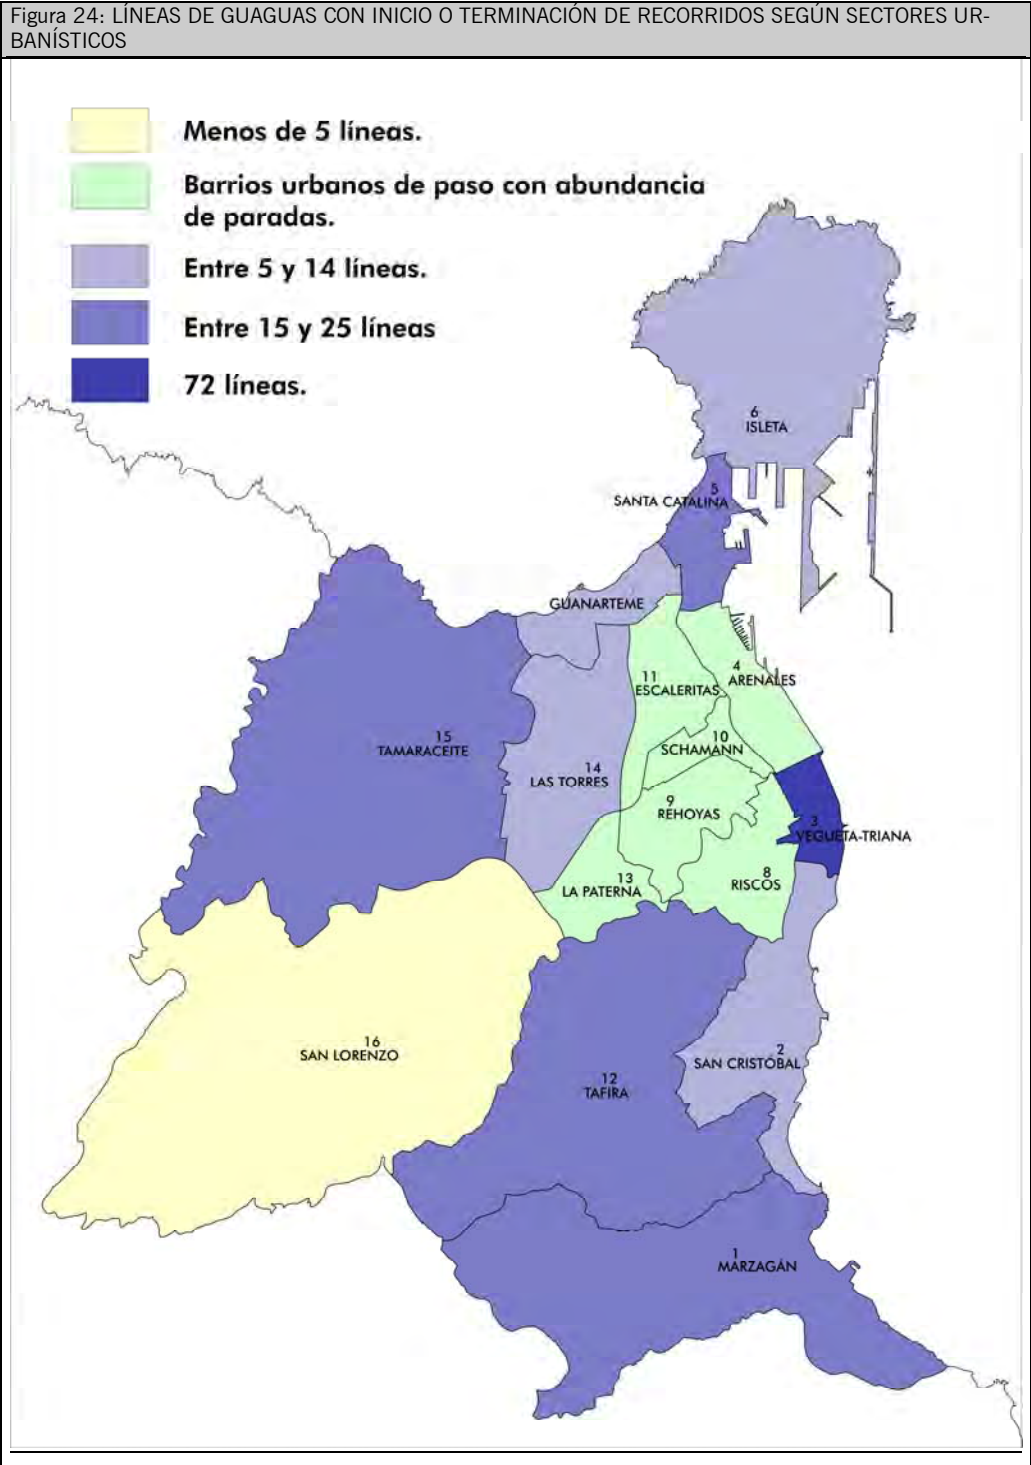 Figura 24: LÍNEAS DE GUAGUAS CON INICIO O TERMINACIÓN DE RECORRIDOS SEGÚN SECTORES UR-
BANÍSTICOS
Menos de 5 líneas.
Barrios urbanos de paso con abundancia
de paradas.
Entre 5 y 14 líneas.
Entre 15 y 25 líneas
72 líneas.
6
ISLETA
5
SANTA CATALINA
GUANARTEME
4
ARENALES
11
ESCALERITAS
10
SCHAMANN
15
TAMARACEITE
14
LAS TORRES
9
REHOYAS
3
VEGUETA-TRIANA
8
RISCOS
13
LA PATERNA
16
SAN LORENZO
2
SAN CRISTÓBAL
12
TAFIRA
1
MARZAGÁN